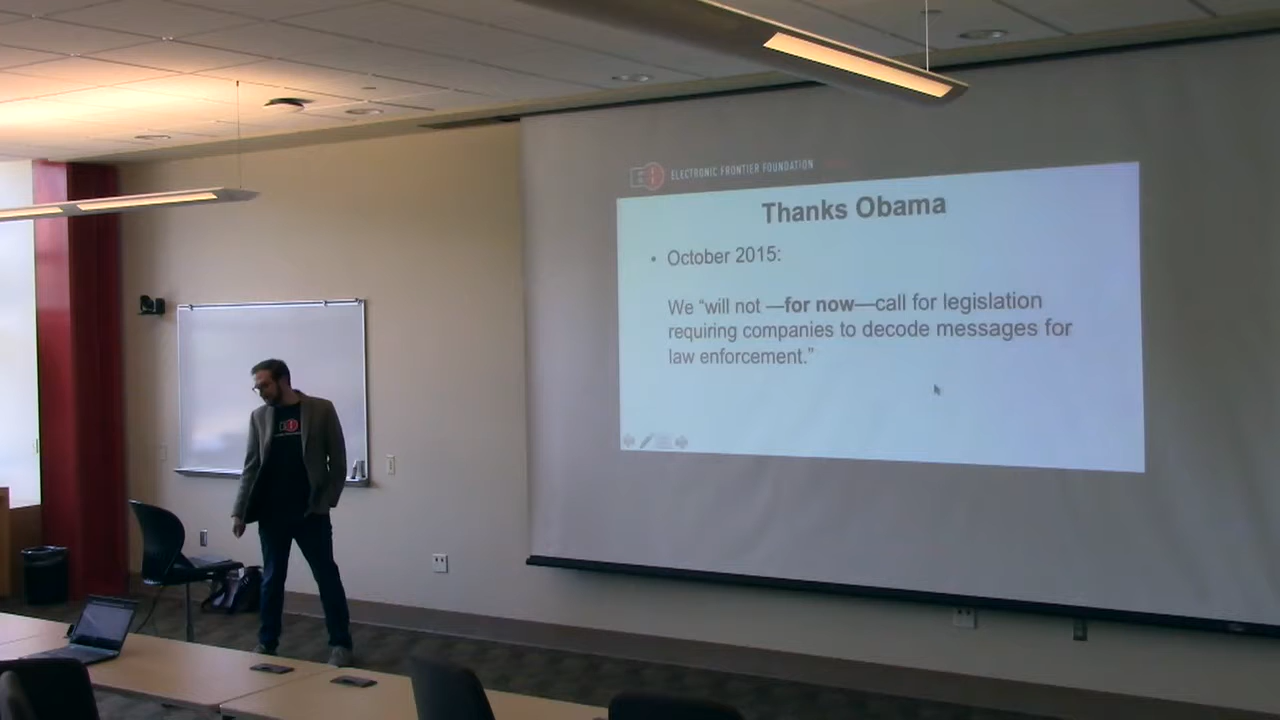 ELECTRONIC FRONTIER FOUNDATION
Thanks Obama
• October 2015:
We “will not —for now—call for legislation
requiring companies to decode messages for
law enforcement.”